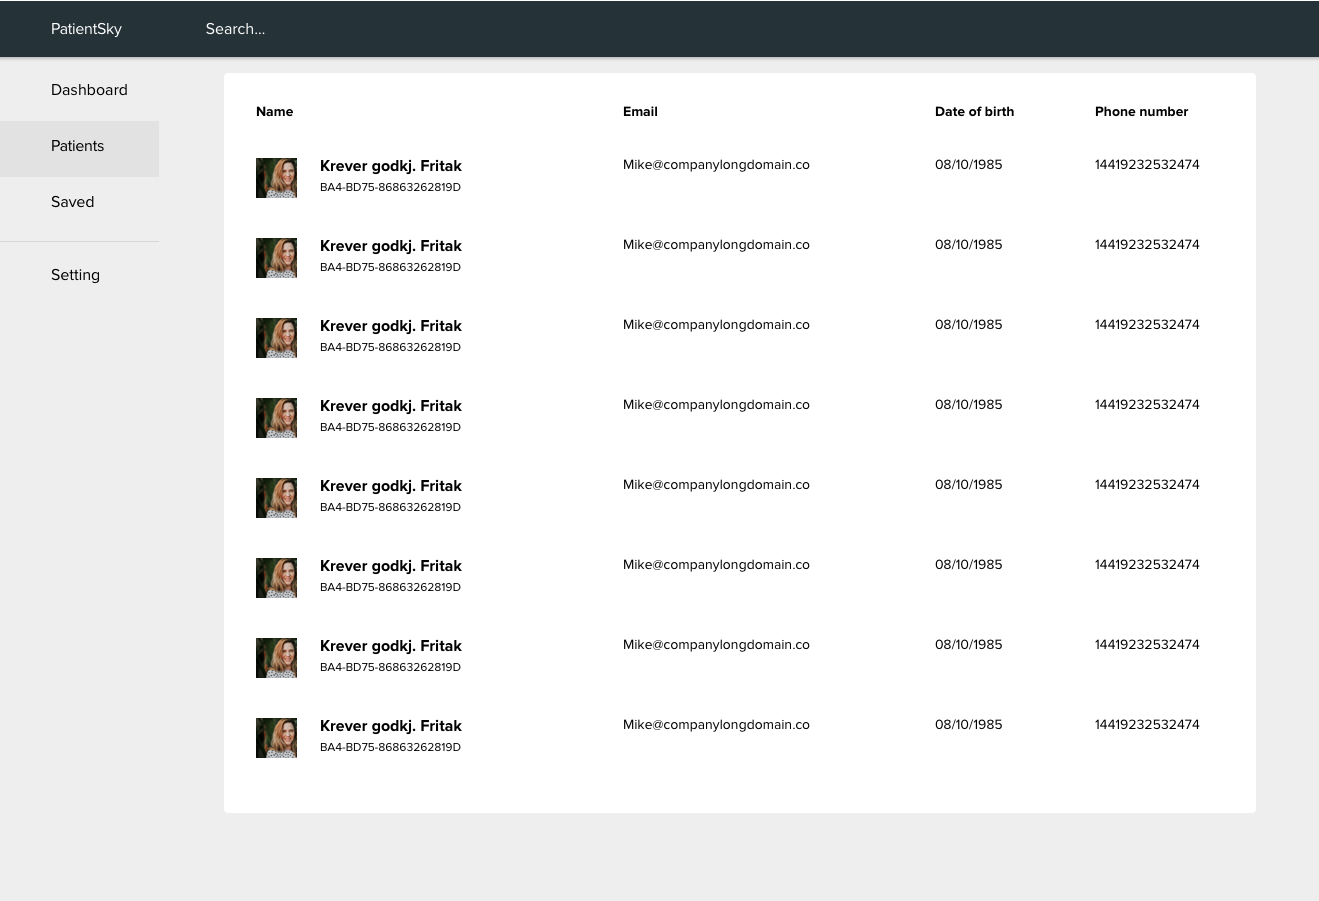 PatientSky Search...
Dashboard
Patients
Saved
Setting
Name Email Date of birth Phone number
Krever godkj. Fritak Mike@companylongdomain.co 08/10/1985 14419232532474
BA4-BD75-86863262819D
Krever godkj. Fritak Mike@companylongdomain.co 08/10/1985 14419232532474
BA4-BD75-86863262819D
Krever godkj. Fritak Mike@companylongdomain.co 08/10/1985 14419232532474
BA4-BD75-86863262819D
Krever godkj. Fritak Mike@companylongdomain.co 08/10/1985 14419232532474
BA4-BD75-86863262819D
Krever godkj. Fritak Mike@companylongdomain.co 08/10/1985 14419232532474
BA4-BD75-86863262819D
Krever godkj. Fritak Mike@companylongdomain.co 08/10/1985 14419232532474
BA4-BD75-86863262819D
Krever godkj. Fritak Mike@companylongdomain.co 08/10/1985 14419232532474
BA4-BD75-86863262819D
Krever godkj. Fritak Mike@companylongdomain.co 08/10/1985 14419232532474
BA4-BD75-86863262819D